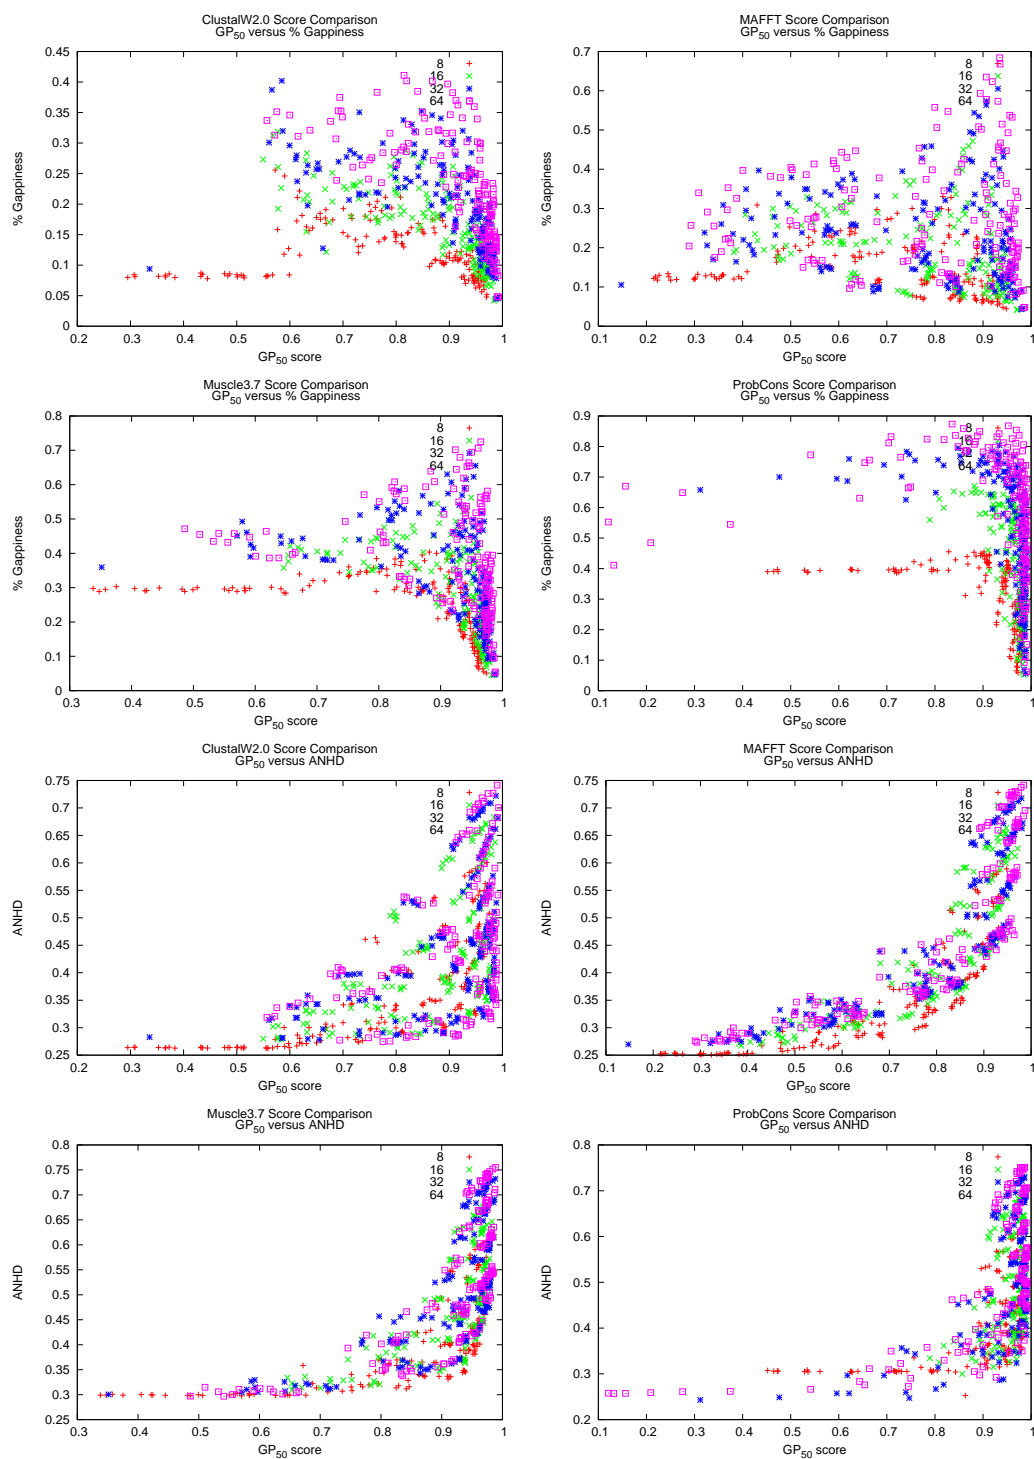 ClustalW2.0 Score Comparison
GP50 versus % Gappiness
% Gappiness
0.45
0.4
0.35
0.3
0.25
0.2
0.15
0.1
0.05
0
8
16
32
64
0.2 0.3 0.4 0.5 0.6 0.7 0.8 0.9 1
GP50 score
MAFFT Score Comparison
GP50 versus % Gappiness
% Gappiness
0.7
0.6
0.5
0.4
0.3
0.2
0.1
0
8
16
32
64
0.1 0.2 0.3 0.4 0.5 0.6 0.7 0.8 0.9 1
GP50 score
Muscle3.7 Score Comparison
GP50 versus % Gappiness
% Gappiness
0.8
0.7
0.6
0.5
0.4
0.3
0.2
0.1
0
8
16
32
64
0.3 0.4 0.5 0.6 0.7 0.8 0.9 1
GP50 score
ProbCons Score Comparison
GP50 versus % Gappiness
% Gappiness
0.9
0.8
0.7
0.6
0.5
0.4
0.3
0.2
0.1
0
8
16
32
64
0.1 0.2 0.3 0.4 0.5 0.6 0.7 0.8 0.9 1
GP50 score
ClustalW2.0 Score Comparison
GP50 versus ANHD
ANHD
0.75
0.7
0.65
0.6
0.55
0.5
0.45
0.4
0.35
0.3
0.25
8
16
32
64
0.2 0.3 0.4 0.5 0.6 0.7 0.8 0.9 1
GP50 score
MAFFT Score Comparison
GP50 versus ANHD
ANHD
0.75
0.7
0.65
0.6
0.55
0.5
0.45
0.4
0.35
0.3
0.25
8
16
32
64
0.1 0.2 0.3 0.4 0.5 0.6 0.7 0.8 0.9 1
GP50 score
Muscle3.7 Score Comparison
GP50 versus ANHD
ANHD
0.8
0.75
0.7
0.65
0.6
0.55
0.5
0.45
0.4
0.35
0.3
0.25
8
16
32
64
0.3 0.4 0.5 0.6 0.7 0.8 0.9 1
GP50 score
ProbCons Score Comparison
GP50 versus ANHD
ANHD
0.8
0.7
0.6
0.5
0.4
0.3
0.2
8
16
32
64
0.1 0.2 0.3 0.4 0.5 0.6 0.7 0.8 0.9 1
GP50 score